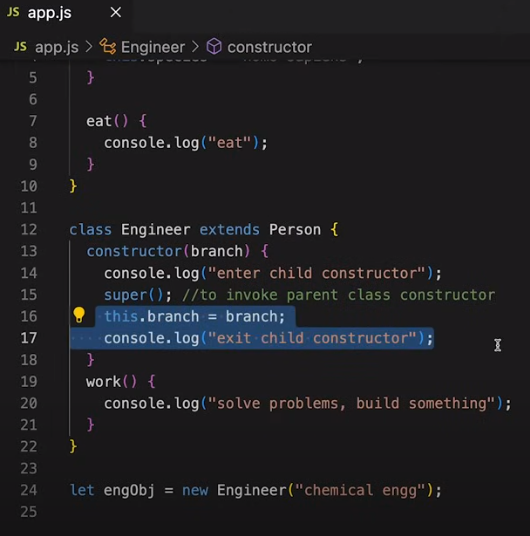 JS app.js ×
JS app.js > Engineer > constructor
5 }
6
7 eat() {
8 console.log("eat");
9 }
10 }
11
12 class Engineer extends Person {
13 constructor(branch) {
14 console.log("enter child constructor");
15 super(); //to invoke parent class constructor
16 this.branch = branch;
17 console.log("exit child constructor");
18 }
19 work() {
20 console.log("solve problems, build something");
21 }
22 }
23
24 let engObj = new Engineer("chemical engg");
25